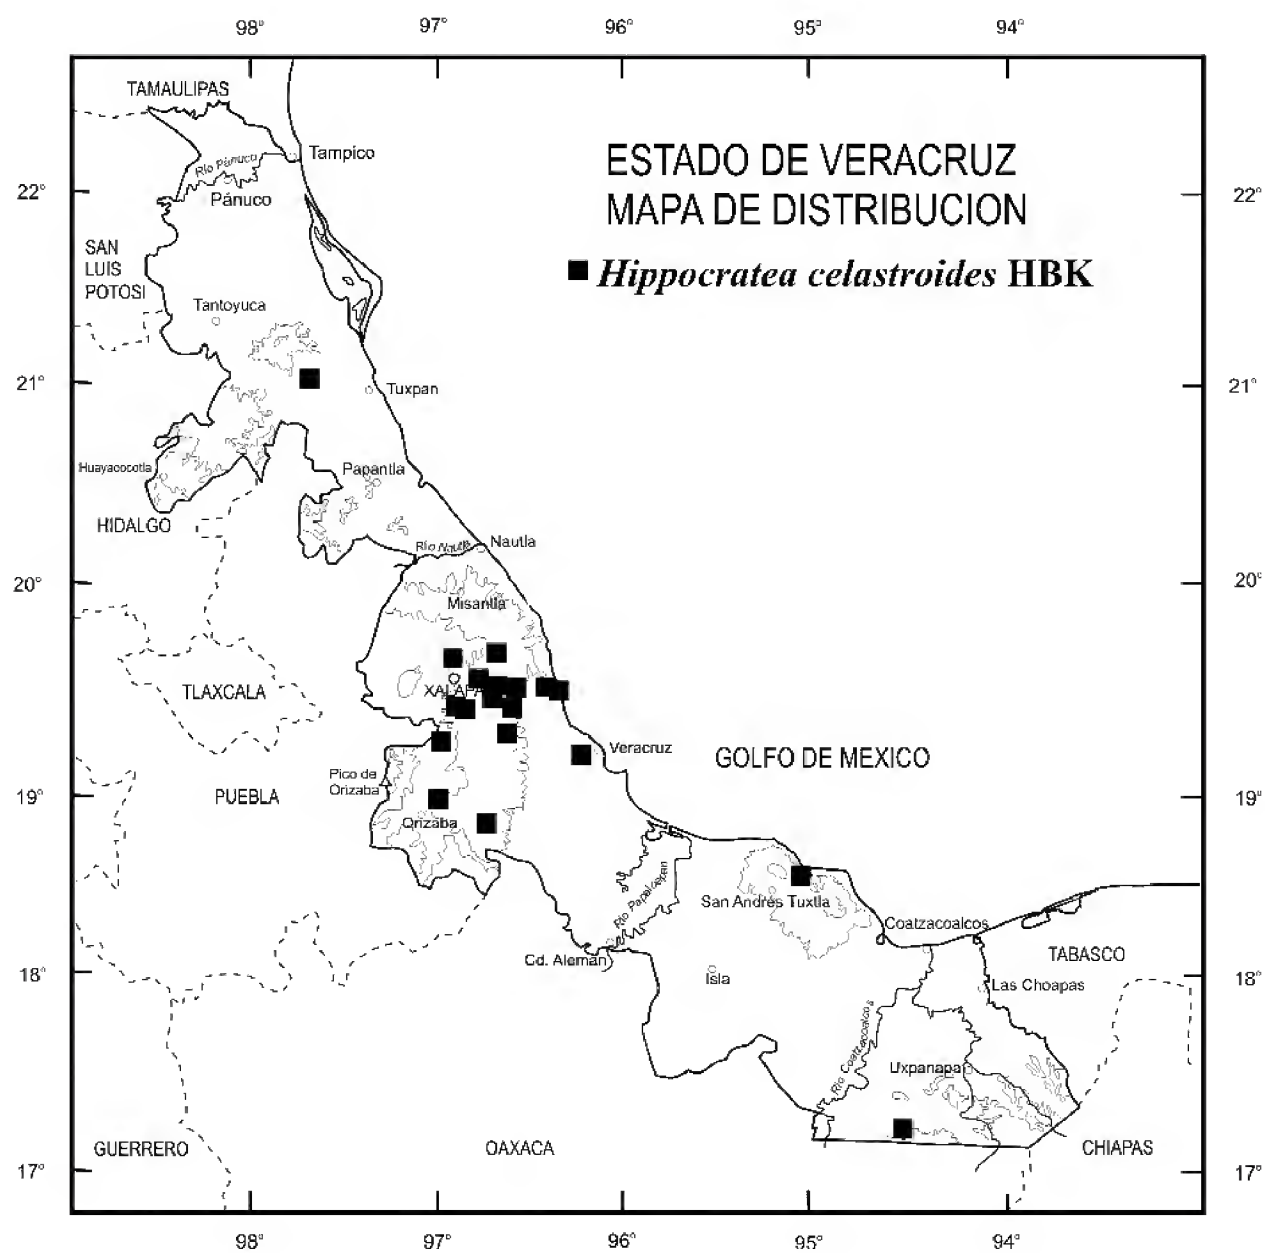 98° 97° 96° 95° 94°
TAMAULIPAS
Tampico
Río Pánuco
Pánuco
ESTADO DE VERACRUZ
MAPA DE DISTRIBUCION
Hippocratea celastroides HBK
22° 22°
SAN
LUIS
POTOSI
Tantoyuca
21° 21°
Tuxpan
Huayacocotla
Papantla
HIDALGO
Río Nautla
Nautla
20° 20°
Misantla
TLAXCALA
XALAPA
Veracruz
GOLFO DE MEXICO
Pico de
Orizaba
PUEBLA
19° 19°
Orizaba
Río Papaloapan
San Andrés Tuxtla
Coatzacoalcos
TABASCO
Cd. Alemán
18° 18°
Isla
Las Choapas
Río Coatzacoalcos
Uxpanapa
GUERRERO
OAXACA
CHIAPAS
17° 17°
98° 97° 96° 95° 94°